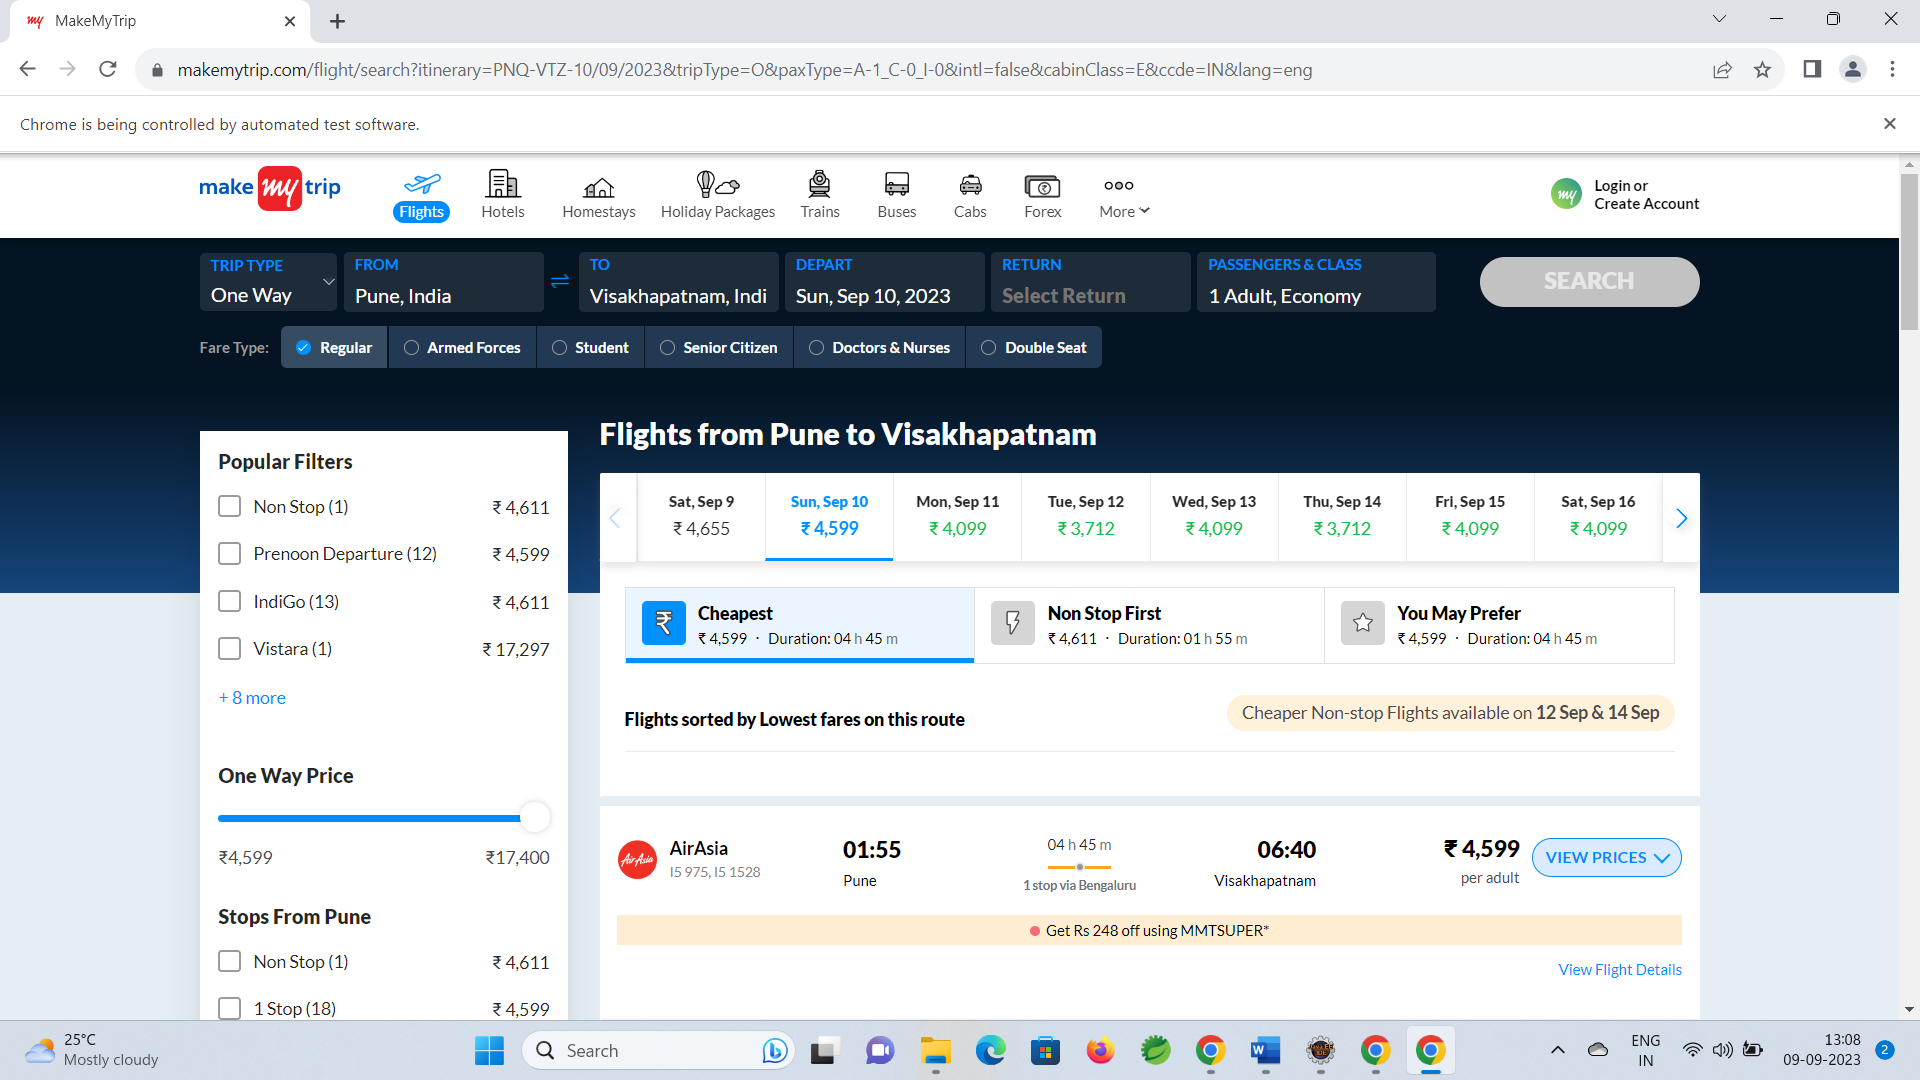 my MakeMyTrip
makemytrip.com/flight/search?itinerary=PNQ-VTZ-10/09/2023&tripType=O&paxType=A-1_C-0_I-0&intl=false&cabinClass=E&ccde=IN&lang=eng
Chrome is being controlled by automated test software.
make my trip
Flights
Hotels
Homestays
Holiday Packages
Trains
Buses
Cabs
Forex
More
my
Login or
Create Account
TRIP TYPE
One Way
FROM
Pune, India
TO
Visakhapatnam, Indi
DEPART
Sun, Sep 10, 2023
RETURN
Select Return
PASSENGERS & CLASS
1 Adult, Economy
SEARCH
Fare Type: Regular Armed Forces Student Senior Citizen Doctors & Nurses Double Seat
Popular Filters
Non Stop (1) ₹ 4,611
Prenoon Departure (12) ₹ 4,599
IndiGo (13) ₹ 4,611
Vistara (1) ₹ 17,297
+ 8 more
One Way Price
₹4,599 ₹17,400
Stops From Pune
Non Stop (1) ₹ 4,611
1 Stop (18) ₹ 4,599
Flights from Pune to Visakhapatnam
Sat, Sep 9
₹ 4,655
Sun, Sep 10
₹ 4,599
Mon, Sep 11
₹ 4,099
Tue, Sep 12
₹ 3,712
Wed, Sep 13
₹ 4,099
Thu, Sep 14
₹ 3,712
Fri, Sep 15
₹ 4,099
Sat, Sep 16
₹ 4,099
Cheapest
₹ 4,599 · Duration: 04 h 45 m
Non Stop First
₹ 4,611 · Duration: 01 h 55 m
You May Prefer
₹ 4,599 · Duration: 04 h 45 m
Flights sorted by Lowest fares on this route
Cheaper Non-stop Flights available on 12 Sep & 14 Sep
AirAsia
AirAsia
I5 975, I5 1528
01:55
Pune
04 h 45 m
1 stop via Bengaluru
06:40
Visakhapatnam
₹ 4,599
per adult
VIEW PRICES
Get Rs 248 off using MMTSUPER*
View Flight Details
25°C
Mostly cloudy
Search
ENG
IN
13:08
09-09-2023
2